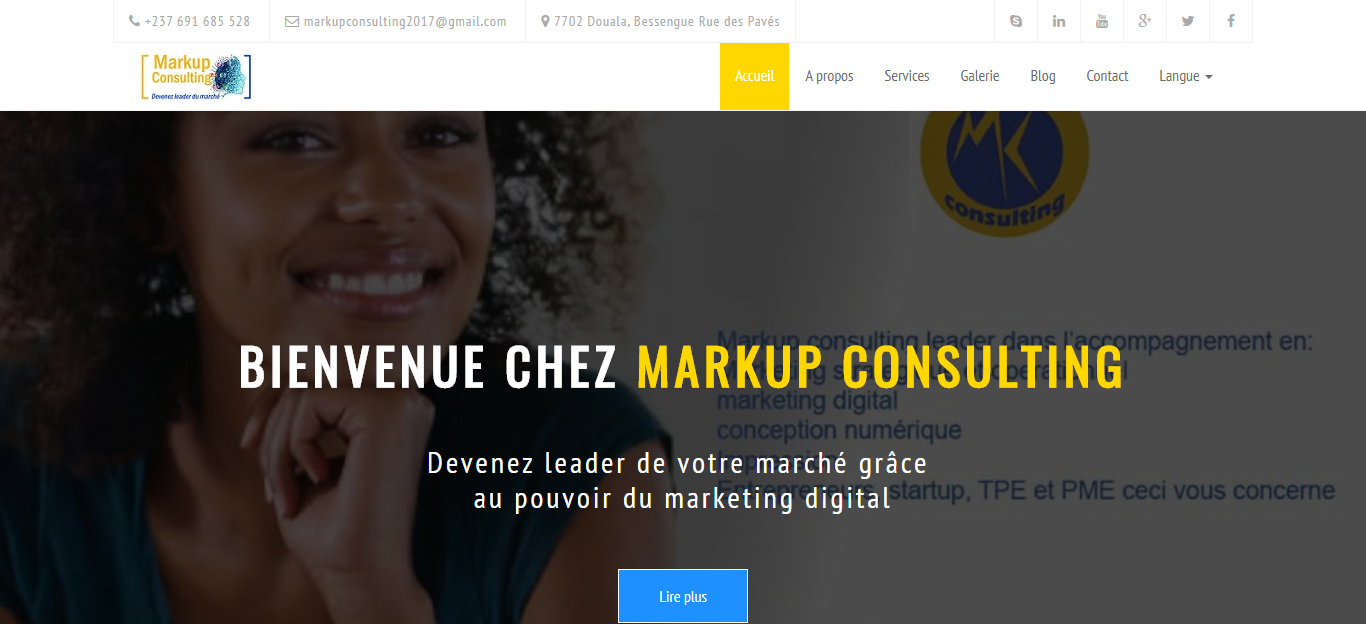 +237 691 685 528
markupconsulting2017@gmail.com
7702 Douala, Bessengue Rue des Pavés
Markup
Consulting
Devenez leader du marché
Accueil
A propos
Services
Galerie
Blog
Contact
Langue
MK
consulting
Markup consulting leader dans l'accompagnement en:
BIENVENUE CHEZ MARKUP CONSULTING
marketing digital
conception numérique
Devenez leader de votre marché grâce
startup, TPE et PME ceci vous concerne
au pouvoir du marketing digital
Lire plus